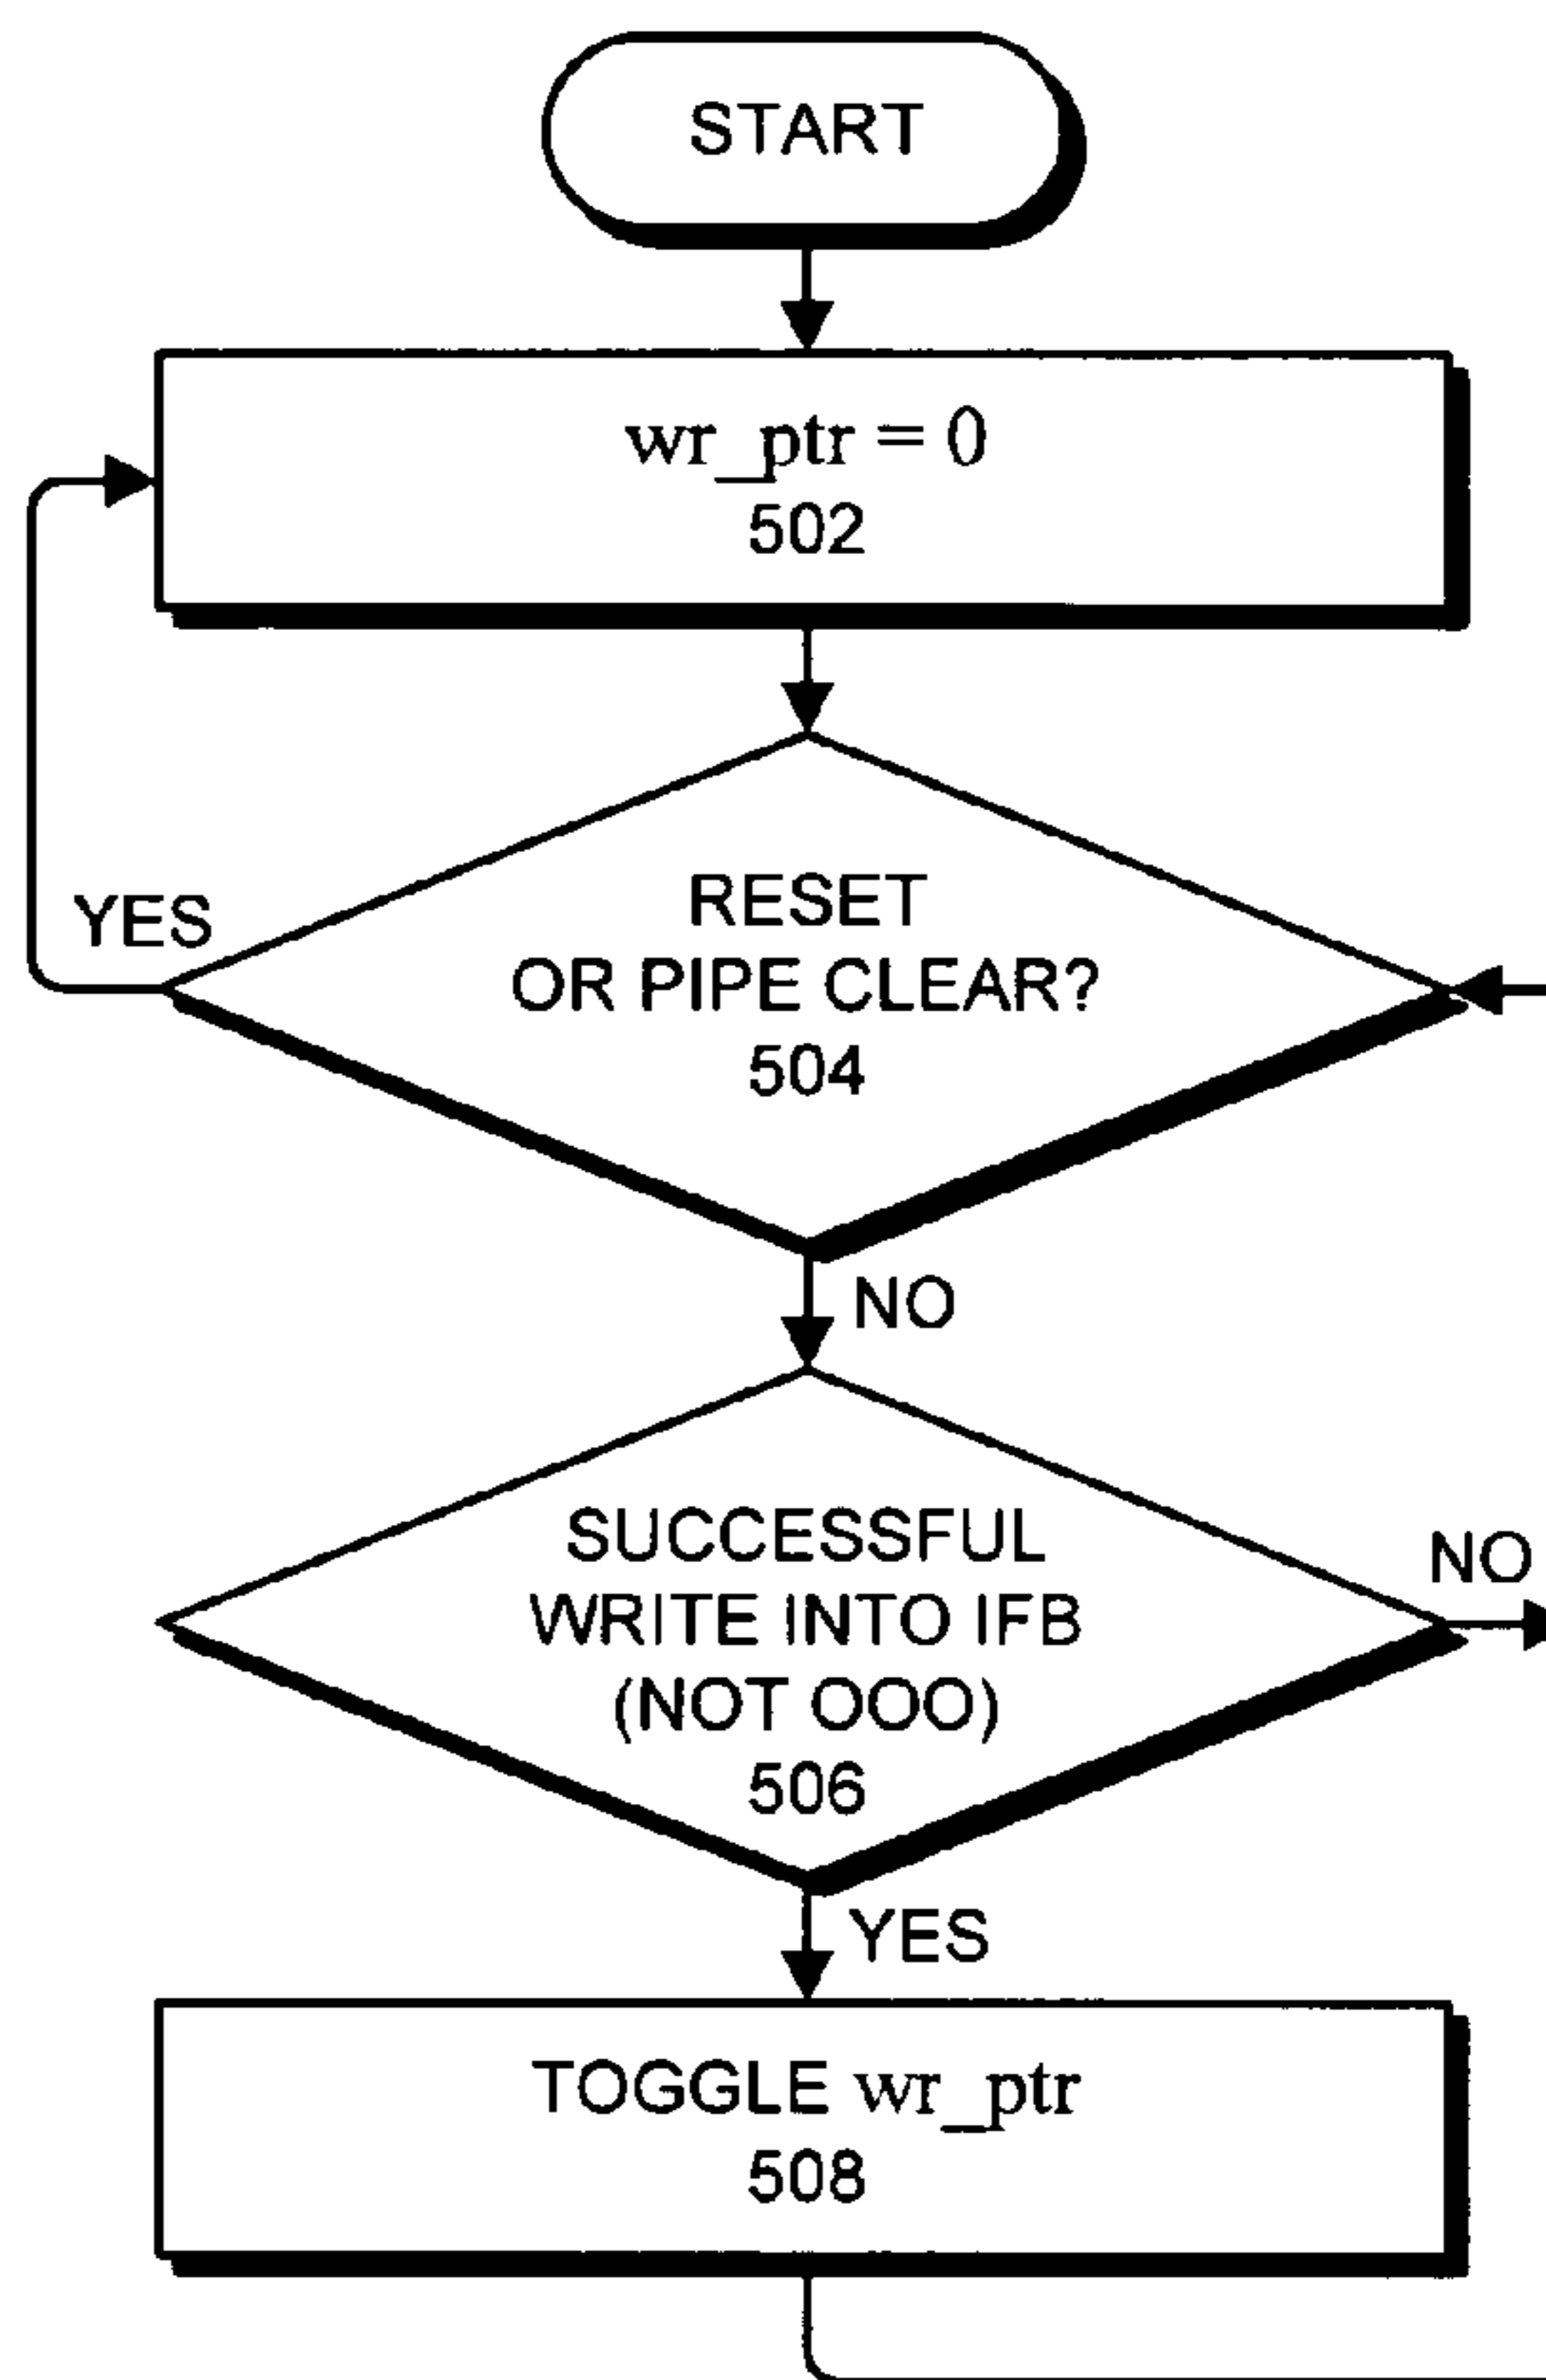 START
wr_ptr = 0
502
RESET
OR PIPE CLEAR?
504
YES
NO
SUCCESSFUL
WRITE INTO IFB
(NOT OOO)
506
NO
YES
TOGGLE wr_ptr
508